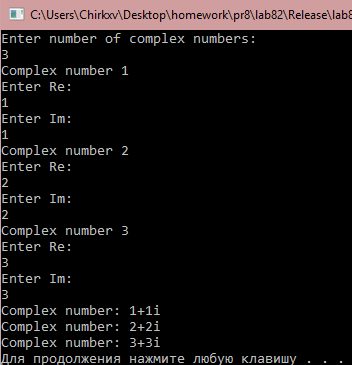 C:\Users\Chirkxv\Desktop\homework\pr8\lab82\Release\lab8
Enter number of complex numbers:
3
Complex number 1
Enter Re:
1
Enter Im:
1
Complex number 2
Enter Re:
2
Enter Im:
2
Complex number 3
Enter Re:
3
Enter Im:
3
Complex number: 1+1i
Complex number: 2+2i
Complex number: 3+3i
Для продолжения нажмите любую клавишу . . .